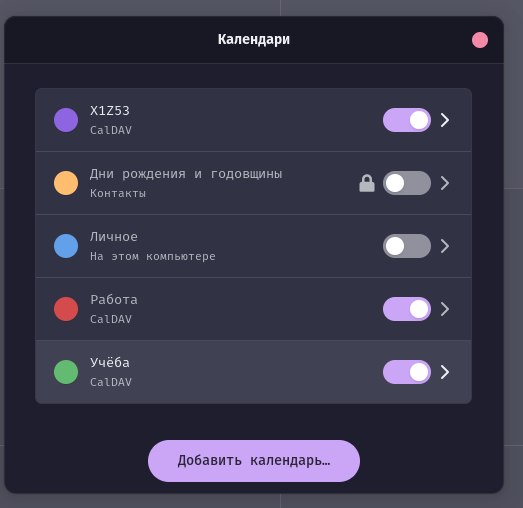 Календари
X1Z53
CalDAV
Дни рождения и годовщины
Контакты
Личное
На этом компьютере
Работа
CalDAV
Учёба
CalDAV
Добавить календарь…